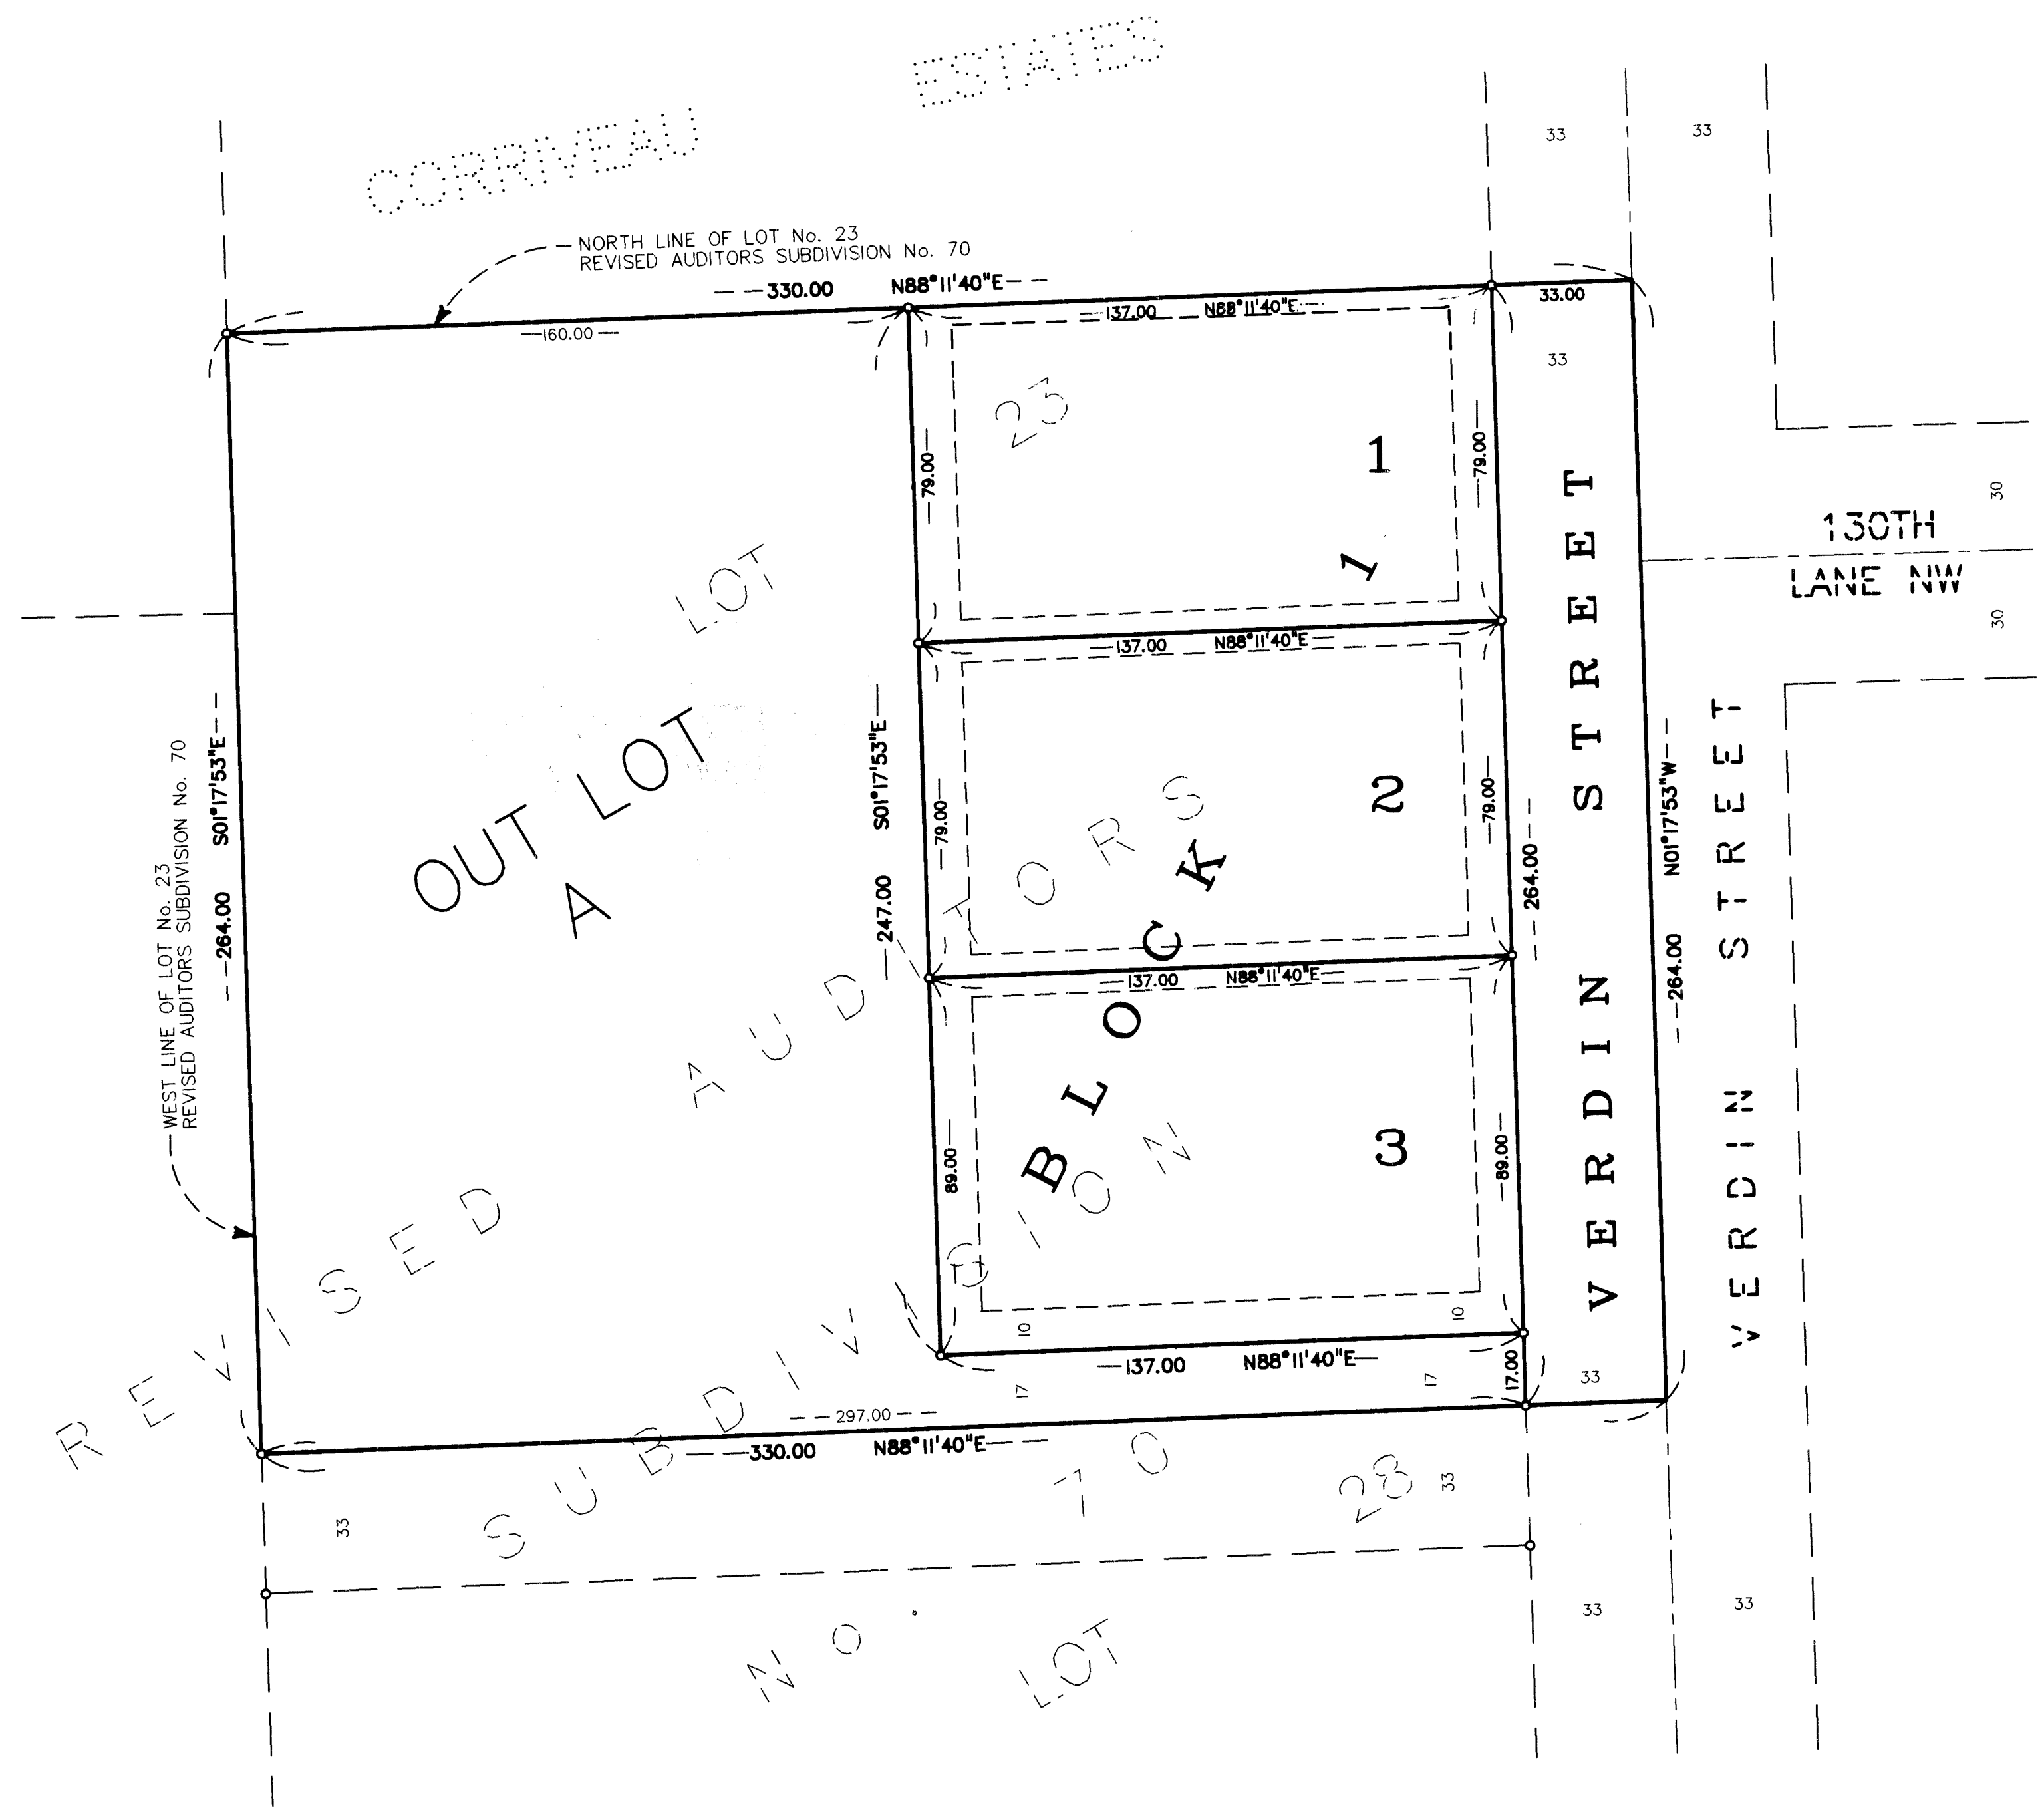 CORRIVEAU ESTATES
33
33
NORTH LINE OF LOT No. 23
REVISED AUDITORS SUBDIVISION No. 70
330.00 N88°11'40"E
33.00
160.00
137.00 N88°11'40"E
33
23
1
79.00
79.00
1
130TH
LANE NW
30
30
LOT
137.00 N88°11'40"E
OUT LOT
A
WEST LINE OF LOT No. 23
REVISED AUDITORS SUBDIVISION No. 70
264.00 S01°17'53"E
247.00 S01°17'53"E
79.00
2
79.00
264.00
VERDIN STREET
264.00 N01°17'53"W
VERDIN STREET
BLOCK
137.00 N88°11'40"E
89.00
3
89.00
REVISED AUDITORS
SUBDIVISION
10
10
137.00 N88°11'40"E
17.00
17
17
33
297.00
330.00 N88°11'40"E
33
No. 70
28
33
LOT
33
33